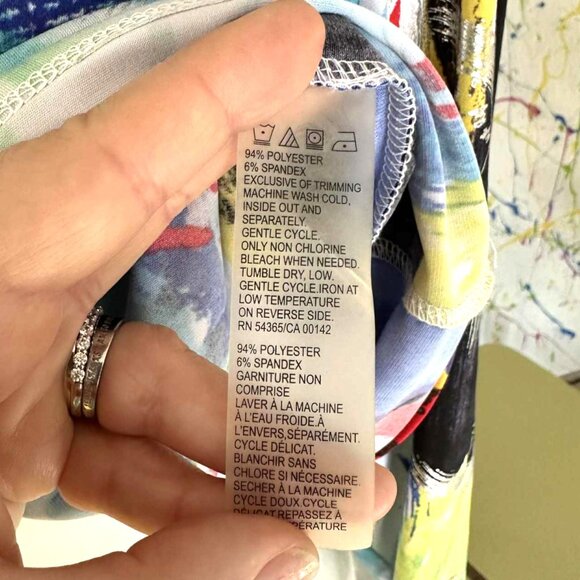 94% POLYESTER
6% SPANDEX
EXCLUSIVE OF TRIMMING
MACHINE WASH COLD,
INSIDE OUT AND
SEPARATELY
GENTLE CYCLE.
ONLY NON CHLORINE
BLEACH WHEN NEEDED.
TUMBLE DRY, LOW.
GENTLE CYCLE.IRON AT
LOW TEMPERATURE
ON REVERSE SIDE.
RN 54365/CA 00142
94% POLYESTER
6% SPANDEX
GARNITURE NON
COMPRISE
LAVER À LA MACHINE
À L'EAU FROIDE.À
L'ENVERS,SÉPARÉMENT.
CYCLE DÉLICAT.
BLANCHIR SANS
CHLORE SI NÉCESSAIRE.
SECHER À LA MACHINE
CYCLE DOUX.CYCLE
DÉLICAT.REPASSEZ À